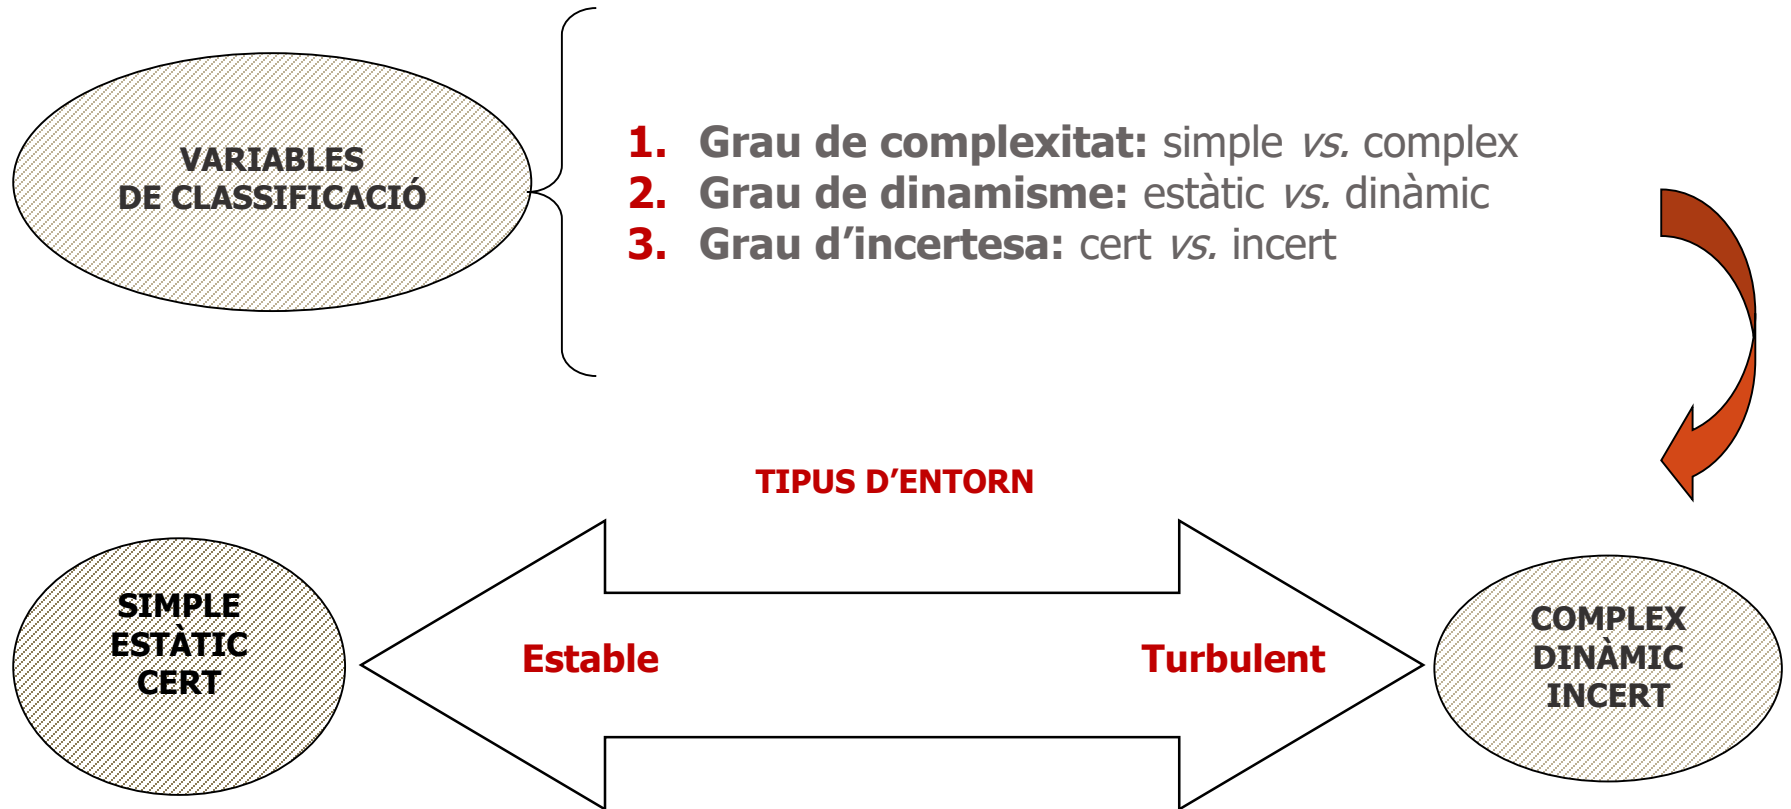 VARIABLES
DE CLASSIFICACIÓ
1. Grau de complexitat: simple vs. complex
2. Grau de dinamisme: estàtic vs. dinàmic
3. Grau d’incertesa: cert vs. incert
TIPUS D’ENTORN
SIMPLE
ESTÀTIC
CERT
Estable
Turbulent
COMPLEX
DINÀMIC
INCERT